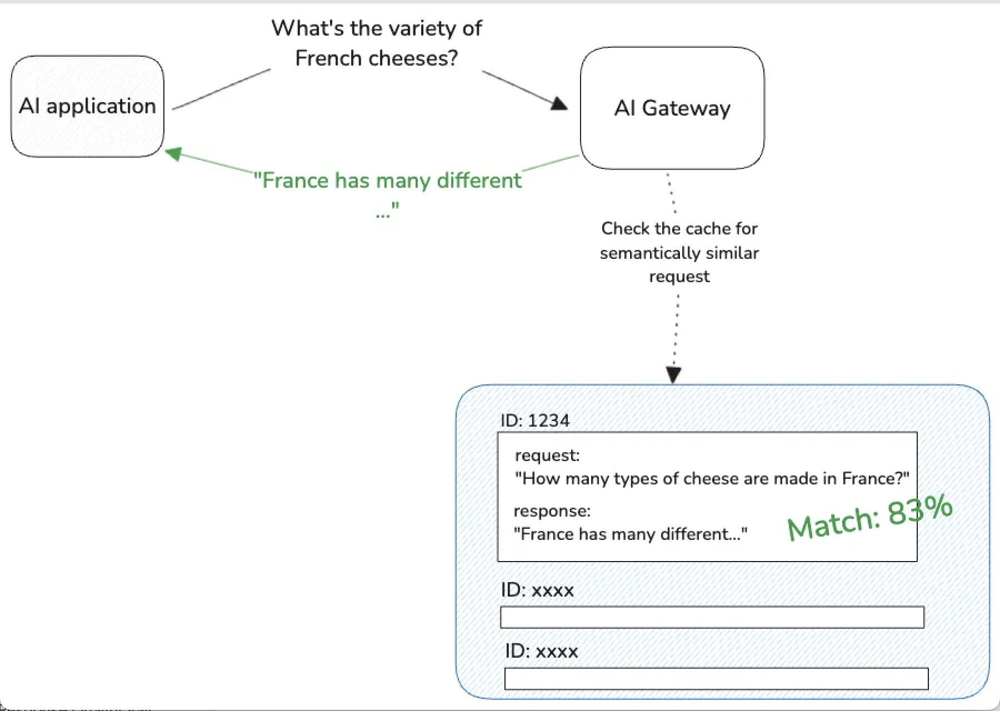 What's the variety of
French cheeses?
AI application
AI Gateway
"France has many different
..."
Check the cache for
semantically similar
request
ID: 1234
request:
"How many types of cheese are made in France?"
response:
"France has many different..."
Match: 83%
ID: xxxx
ID: xxxx